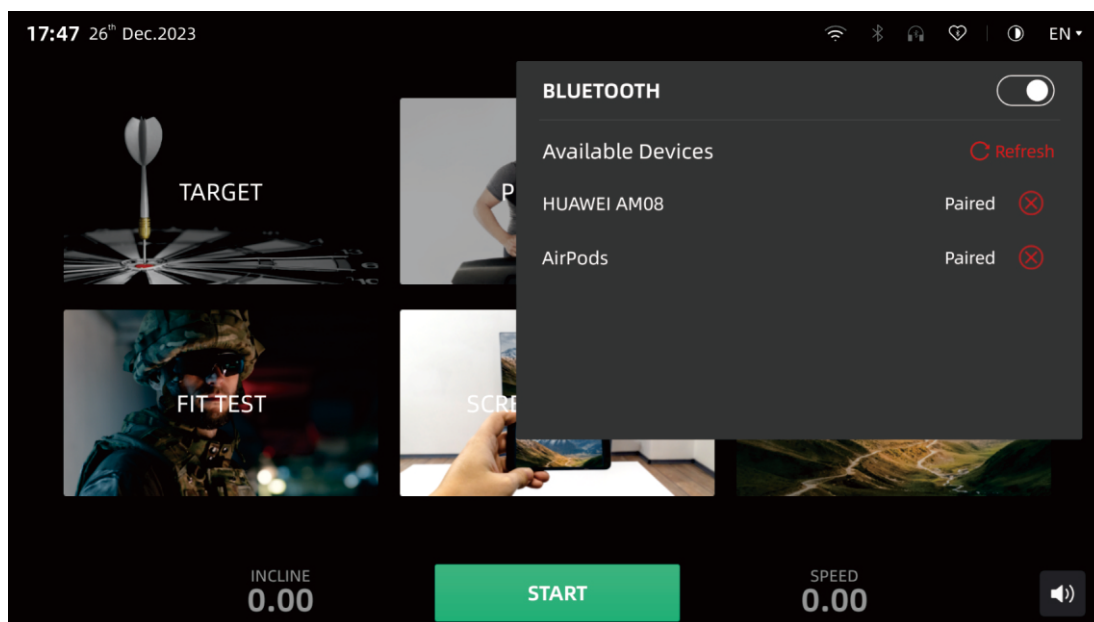 17:47 26th Dec.2023
EN
BLUETOOTH
Available Devices
Refresh
HUAWEI AM08 Paired
AirPods Paired
TARGET
P
FIT TEST
SCRE
INCLINE
0.00
START
SPEED
0.00